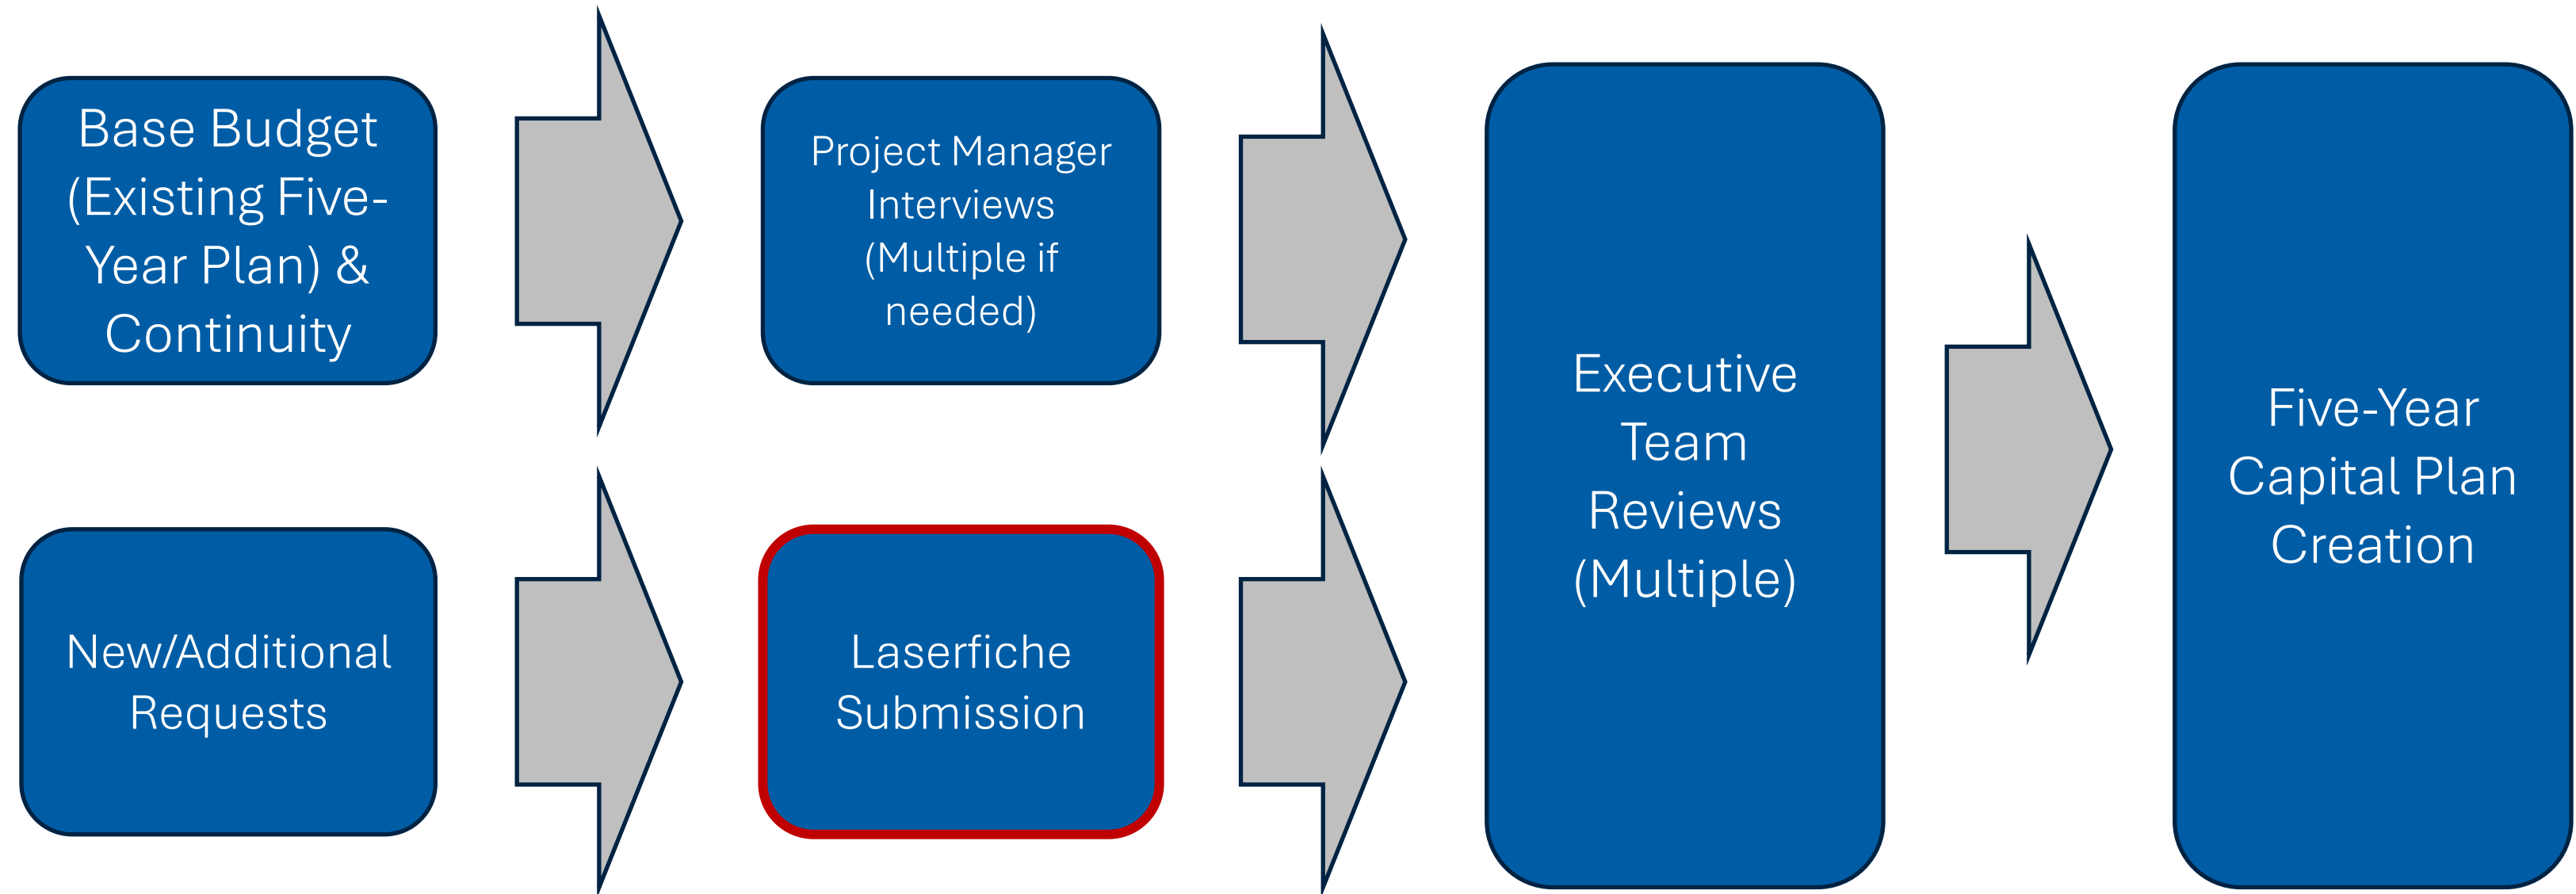 Base Budget
(Existing Five-
Year Plan) &
Continuity
Project Manager
Interviews
(Multiple if
needed)
New/Additional
Requests
Laserfiche
Submission
Executive
Team
Reviews
(Multiple)
Five-Year
Capital Plan
Creation